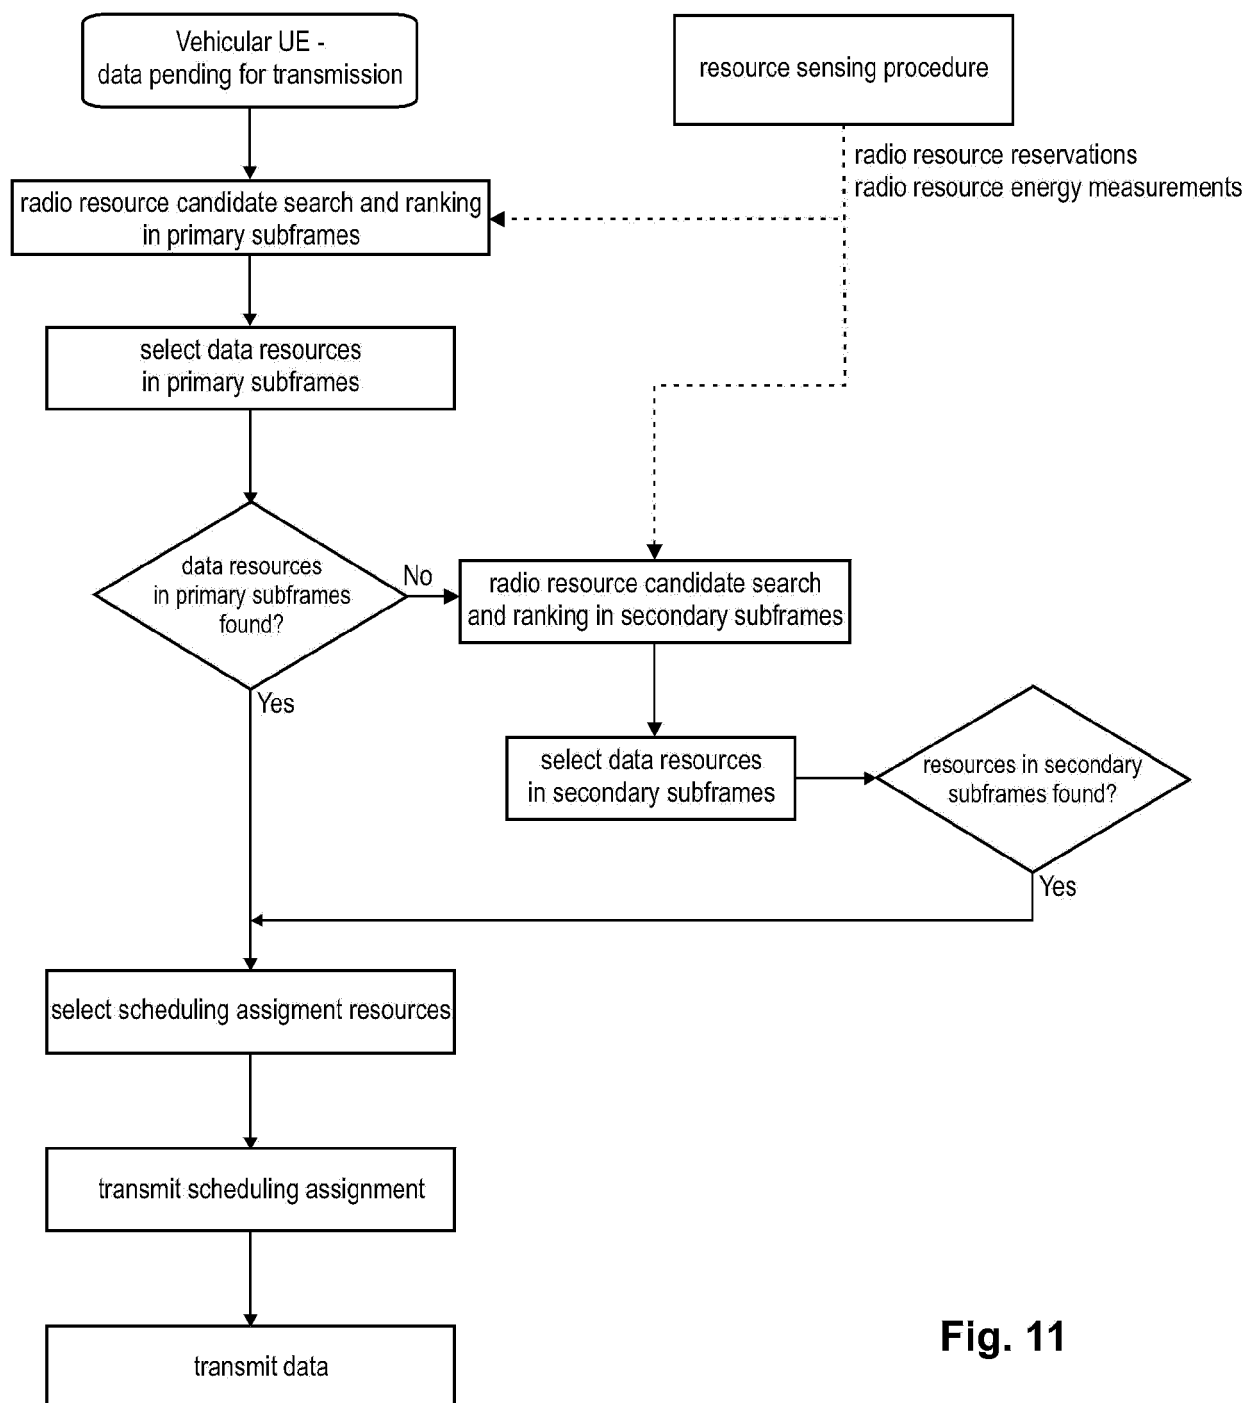 Vehicular UE -
data pending for transmission
resource sensing procedure
radio resource reservations
radio resource energy measurements
radio resource candidate search and ranking
in primary subframes
select data resources
in primary subframes
data resources
in primary subframes
found?
No
Yes
radio resource candidate search
and ranking in secondary subframes
select data resources
in secondary subframes
resources in secondary
subframes found?
Yes
select scheduling assigment resources
transmit scheduling assignment
transmit data
Fig. 11